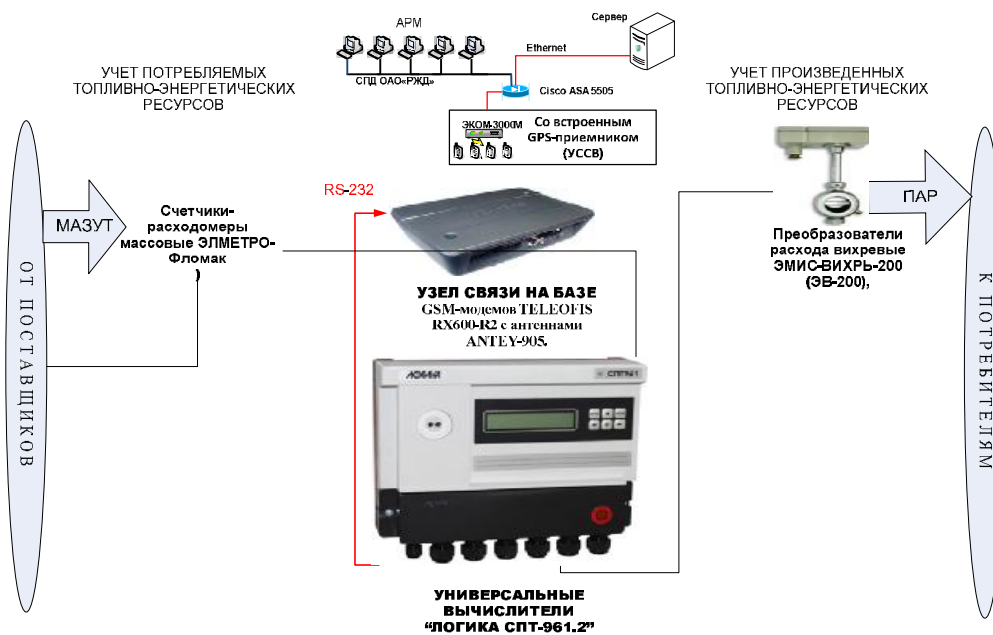 АРМ
Сервер
Ethernet
СПД ОАО«РЖД»
Cisco ASA 5505
ЭКОМ-3000М
Со встроенным
GPS-приемником
(УССВ)
УЧЕТ ПОТРЕБЛЯЕМЫХ
ТОПЛИВНО-ЭНЕРГЕТИЧЕСКИХ
РЕСУРСОВ
УЧЕТ ПРОИЗВЕДЕННЫХ
ТОПЛИВНО-ЭНЕРГЕТИЧЕСКИХ
РЕСУРСОВ
ОТ ПОСТАВЩИКОВ
МАЗУТ
Счетчики-
расходомеры
массовые ЭЛМЕТРО-
Фломак
)
RS-232
УЗЕЛ СВЯЗИ НА БАЗЕ
GSM-модемов TELEOFIS
RX600-R2 с антеннами
ANTEY-905.
ПАР
Преобразователи
расхода вихревые
ЭМИС-ВИХРЬ-200
(ЭВ-200),
К ПОТРЕБИТЕЛЯМ
ЛОГИКА
УНИВЕРСАЛЬНЫЕ
ВЫЧИСЛИТЕЛИ
“ЛОГИКА СПТ-961.2”